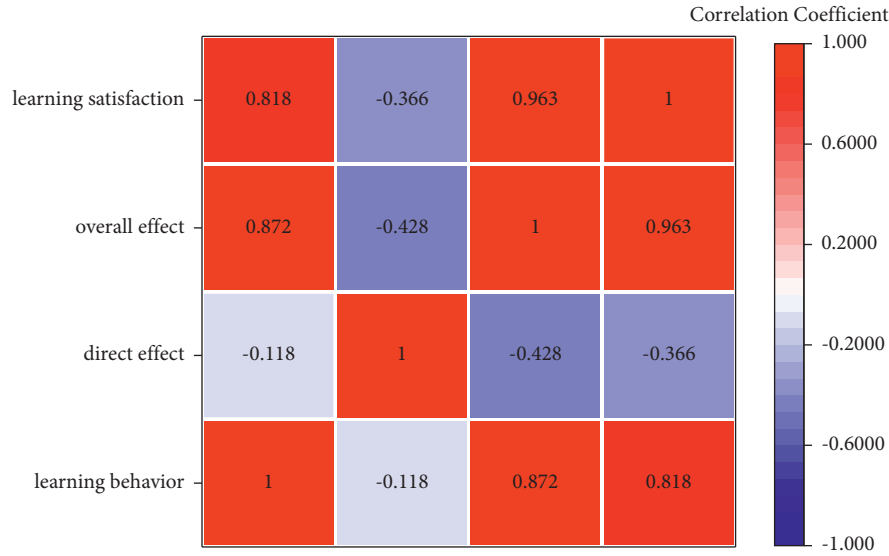 Correlation Coefficient
learning satisfaction 0.818 -0.366 0.963 1
overall effect 0.872 -0.428 1 0.963
direct effect -0.118 1 -0.428 -0.366
learning behavior 1 -0.118 0.872 0.818
1.000
0.6000
0.2000
-0.2000
-0.6000
-1.000